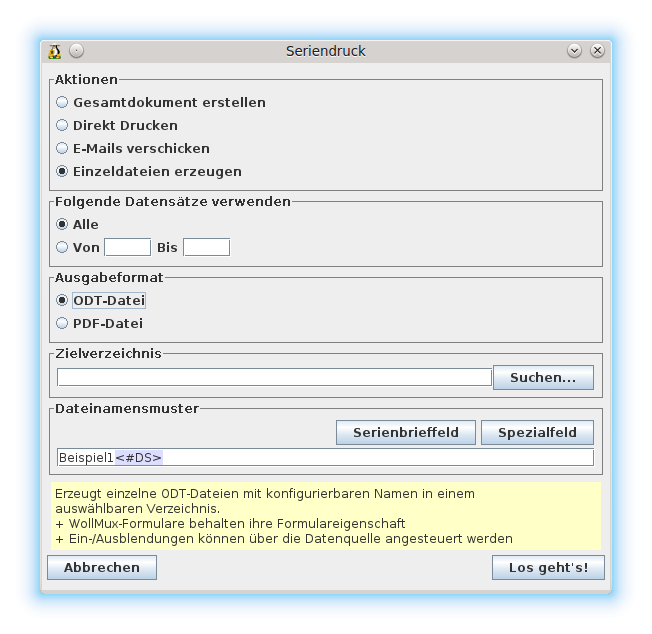 Seriendruck
Aktionen
Gesamtdokument erstellen
Direkt Drucken
E-Mails verschicken
Einzeldateien erzeugen
Folgende Datensätze verwenden
Alle
Von Bis
Ausgabeformat
ODT-Datei
PDF-Datei
Zielverzeichnis
Suchen...
Dateinamensmuster
Serienbrieffeld Spezialfeld
Beispiel1<#DS>
Erzeugt einzelne ODT-Dateien mit konfigurierbaren Namen in einem
auswählbaren Verzeichnis.
+ WollMux-Formulare behalten ihre Formulareigenschaft
+ Ein-/Ausblendungen können über die Datenquelle angesteuert werden
Abbrechen Los geht's!